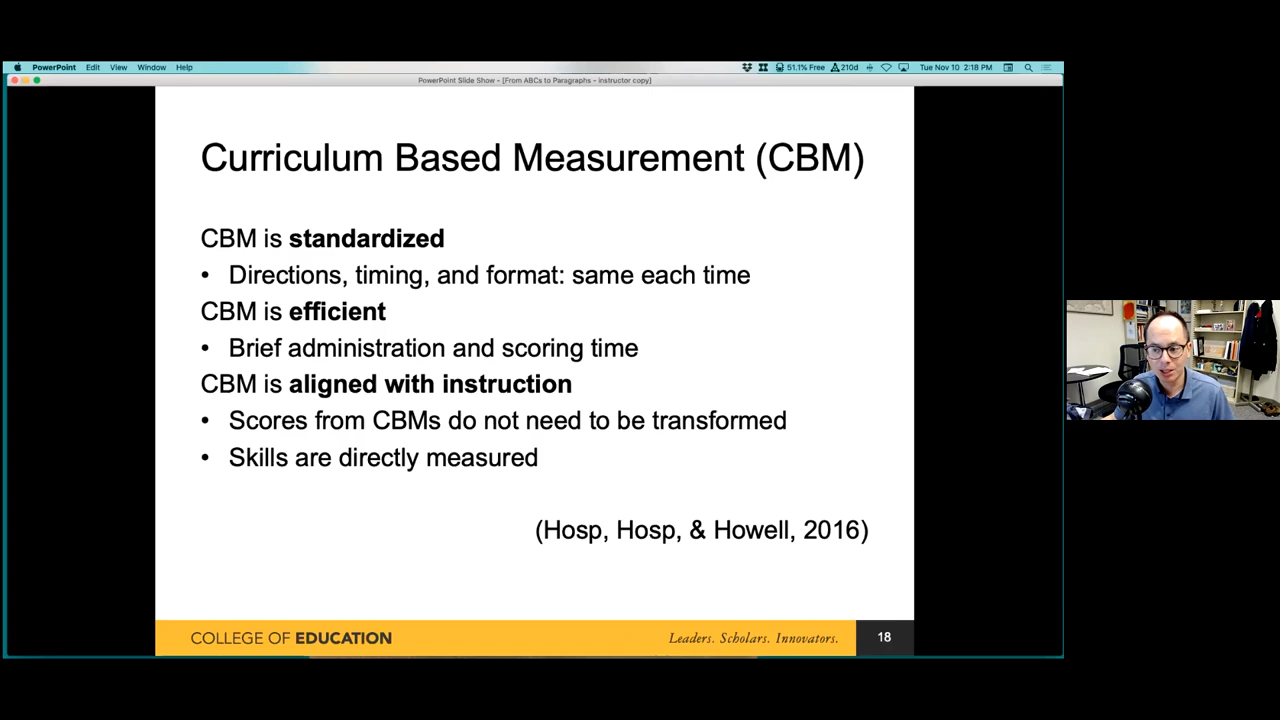 PowerPoint Edit View Window Help 51.1% Free 210d Tue Nov 10 2:18 PM
PowerPoint Slide Show - [From ABCs to Paragraphs - instructor copy]
Curriculum Based Measurement (CBM)
CBM is standardized
• Directions, timing, and format: same each time
CBM is efficient
• Brief administration and scoring time
CBM is aligned with instruction
• Scores from CBMs do not need to be transformed
• Skills are directly measured
(Hosp, Hosp, & Howell, 2016)
COLLEGE OF EDUCATION Leaders. Scholars. Innovators. 18